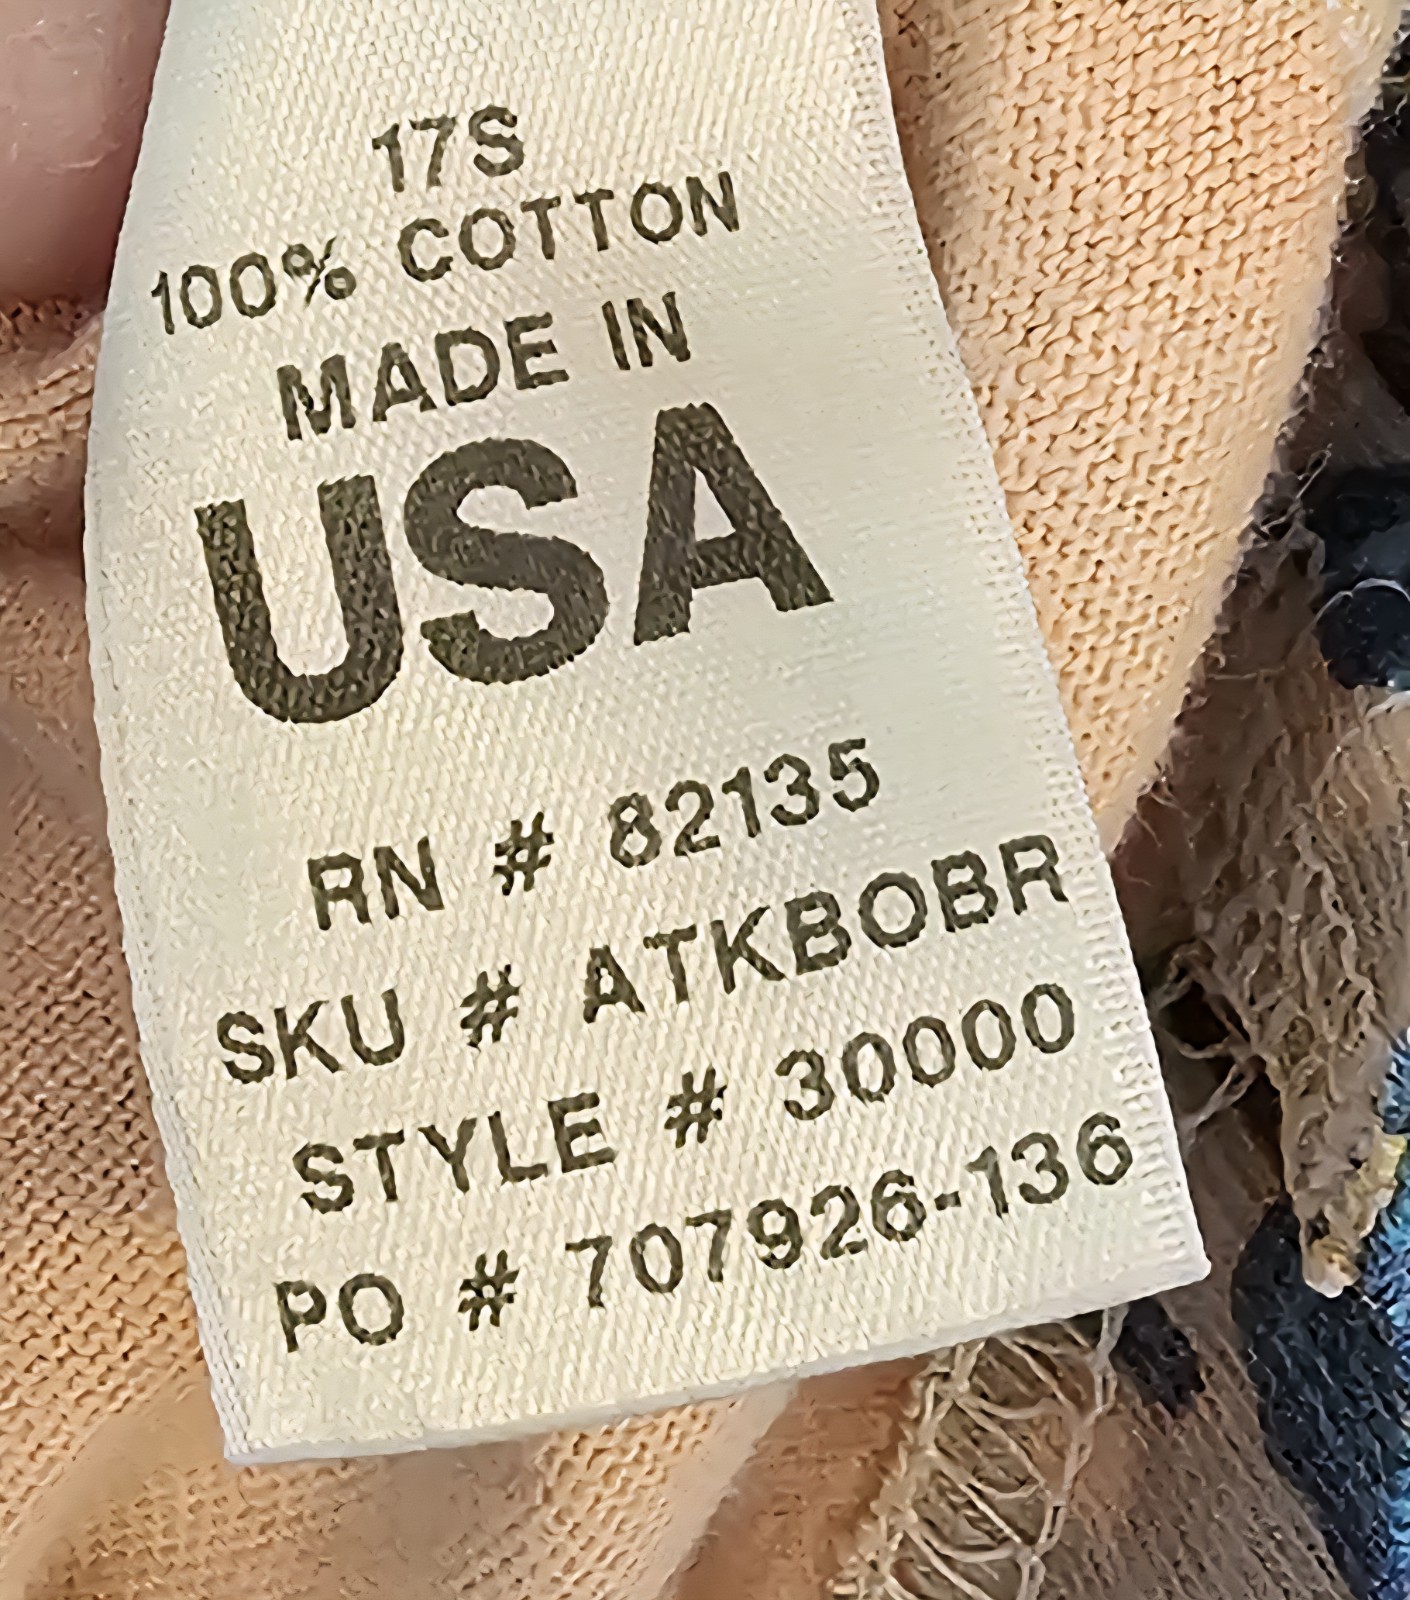 17S
100% COTTON
MADE IN
USA
RN # 82135
SKU # ATKBOBR
STYLE # 30000
PO # 707926-136